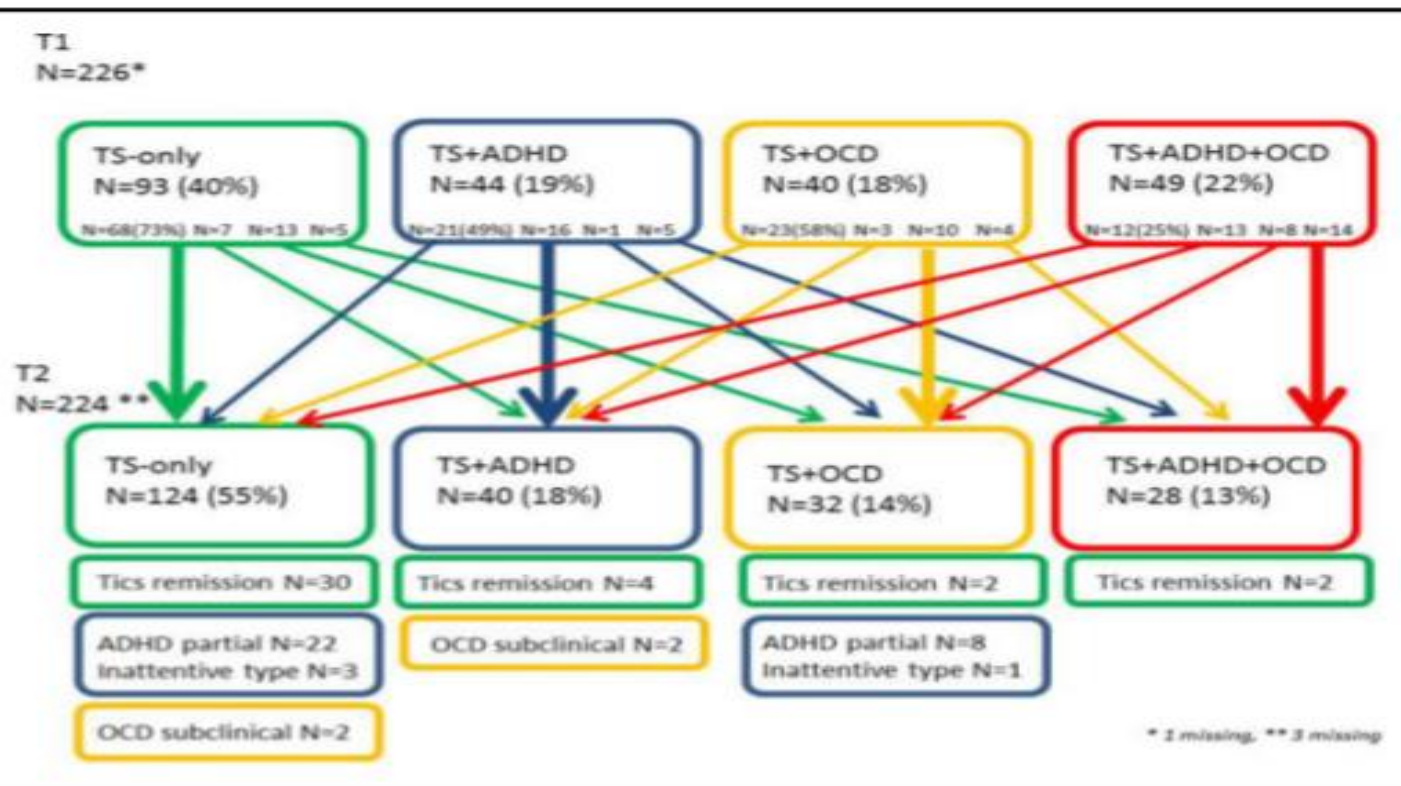 T1
N=226*
TS-only
N=93 (40%)
N=68(73%) N=7 N=13 N=5
TS+ADHD
N=44 (19%)
N=21(49%) N=16 N=1 N=5
TS+OCD
N=40 (18%)
N=23(58%) N=3 N=10 N=4
TS+ADHD+OCD
N=49 (22%)
N=12(25%) N=13 N=8 N=14
T2
N=224 **
TS-only
N=124 (55%)
TS+ADHD
N=40 (18%)
TS+OCD
N=32 (14%)
TS+ADHD+OCD
N=28 (13%)
Tics remission N=30
Tics remission N=4
Tics remission N=2
Tics remission N=2
ADHD partial N=22
Inattentive type N=3
OCD subclinical N=2
ADHD partial N=8
Inattentive type N=1
OCD subclinical N=2
* 1 missing, ** 3 missing